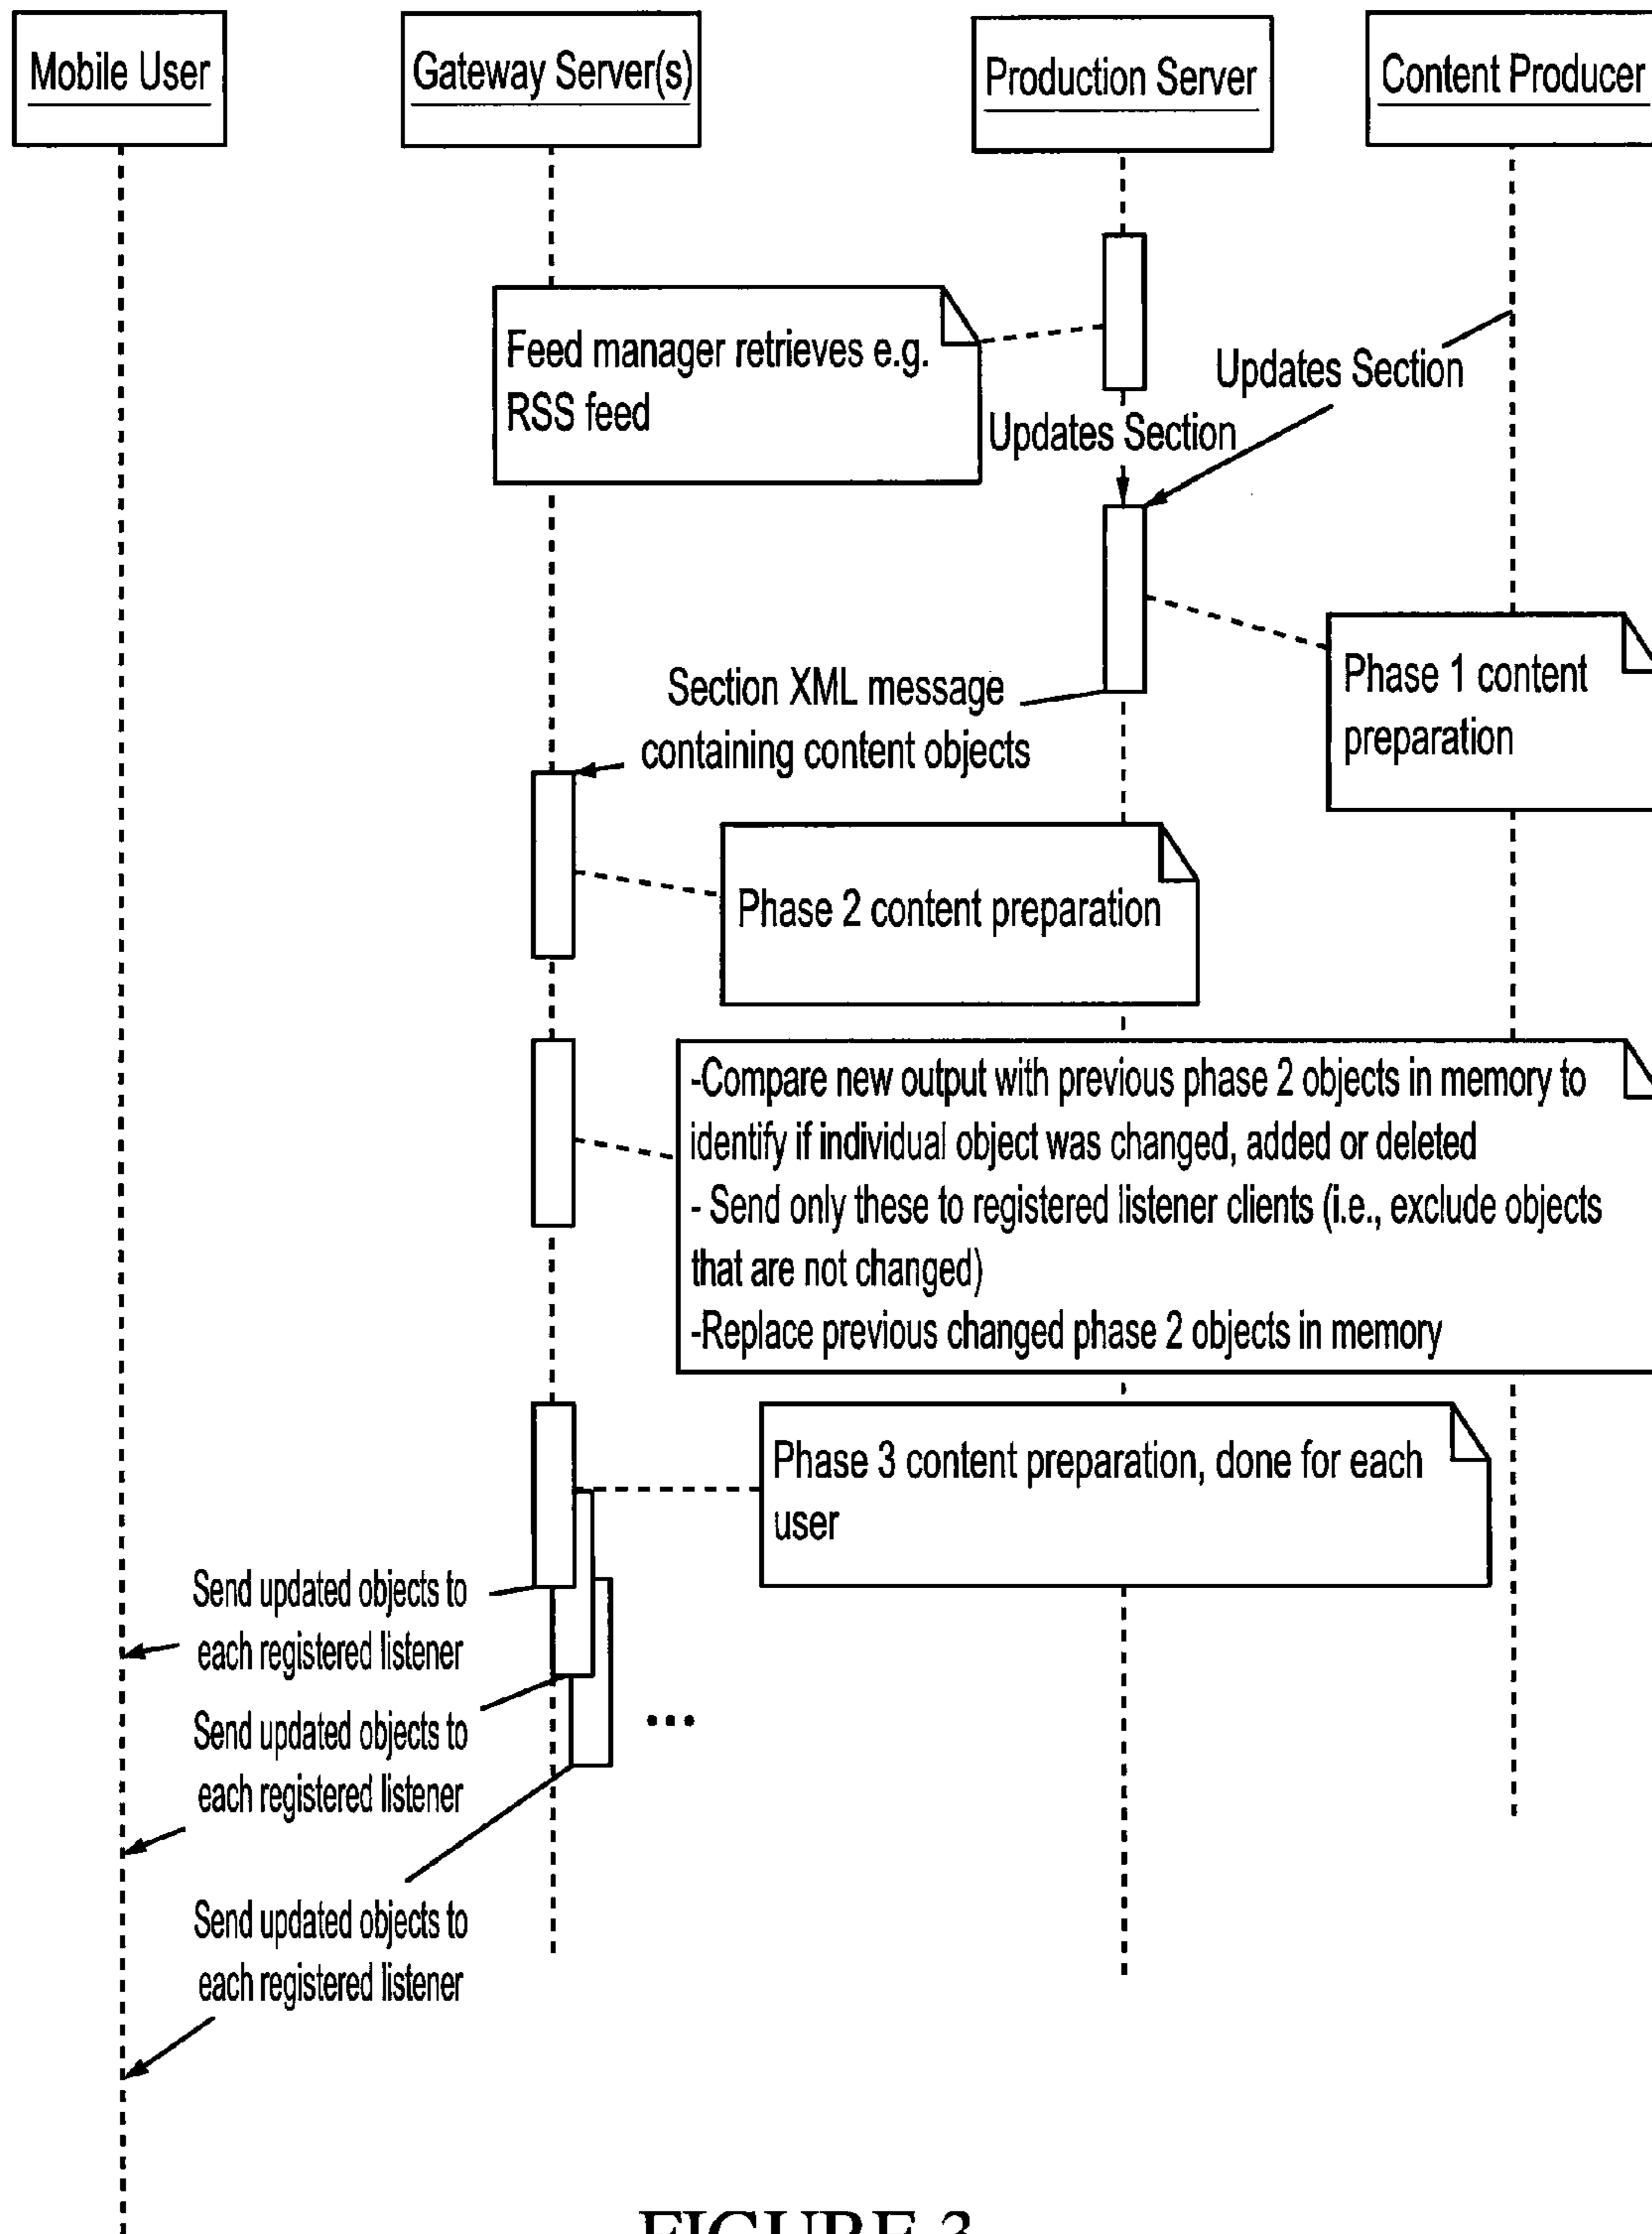 Mobile User
Gateway Server(s)
Production Server
Content Producer
Feed manager retrieves e.g.
RSS feed
Updates Section
Updates Section
Phase 1 content
preparation
Section XML message
containing content objects
Phase 2 content preparation
-Compare new output with previous phase 2 objects in memory to
identify if individual object was changed, added or deleted
- Send only these to registered listener clients (i.e., exclude objects
that are not changed)
-Replace previous changed phase 2 objects in memory
Phase 3 content preparation, done for each
user
Send updated objects to
each registered listener
Send updated objects to
each registered listener
...
Send updated objects to
each registered listener
FIGURE 3